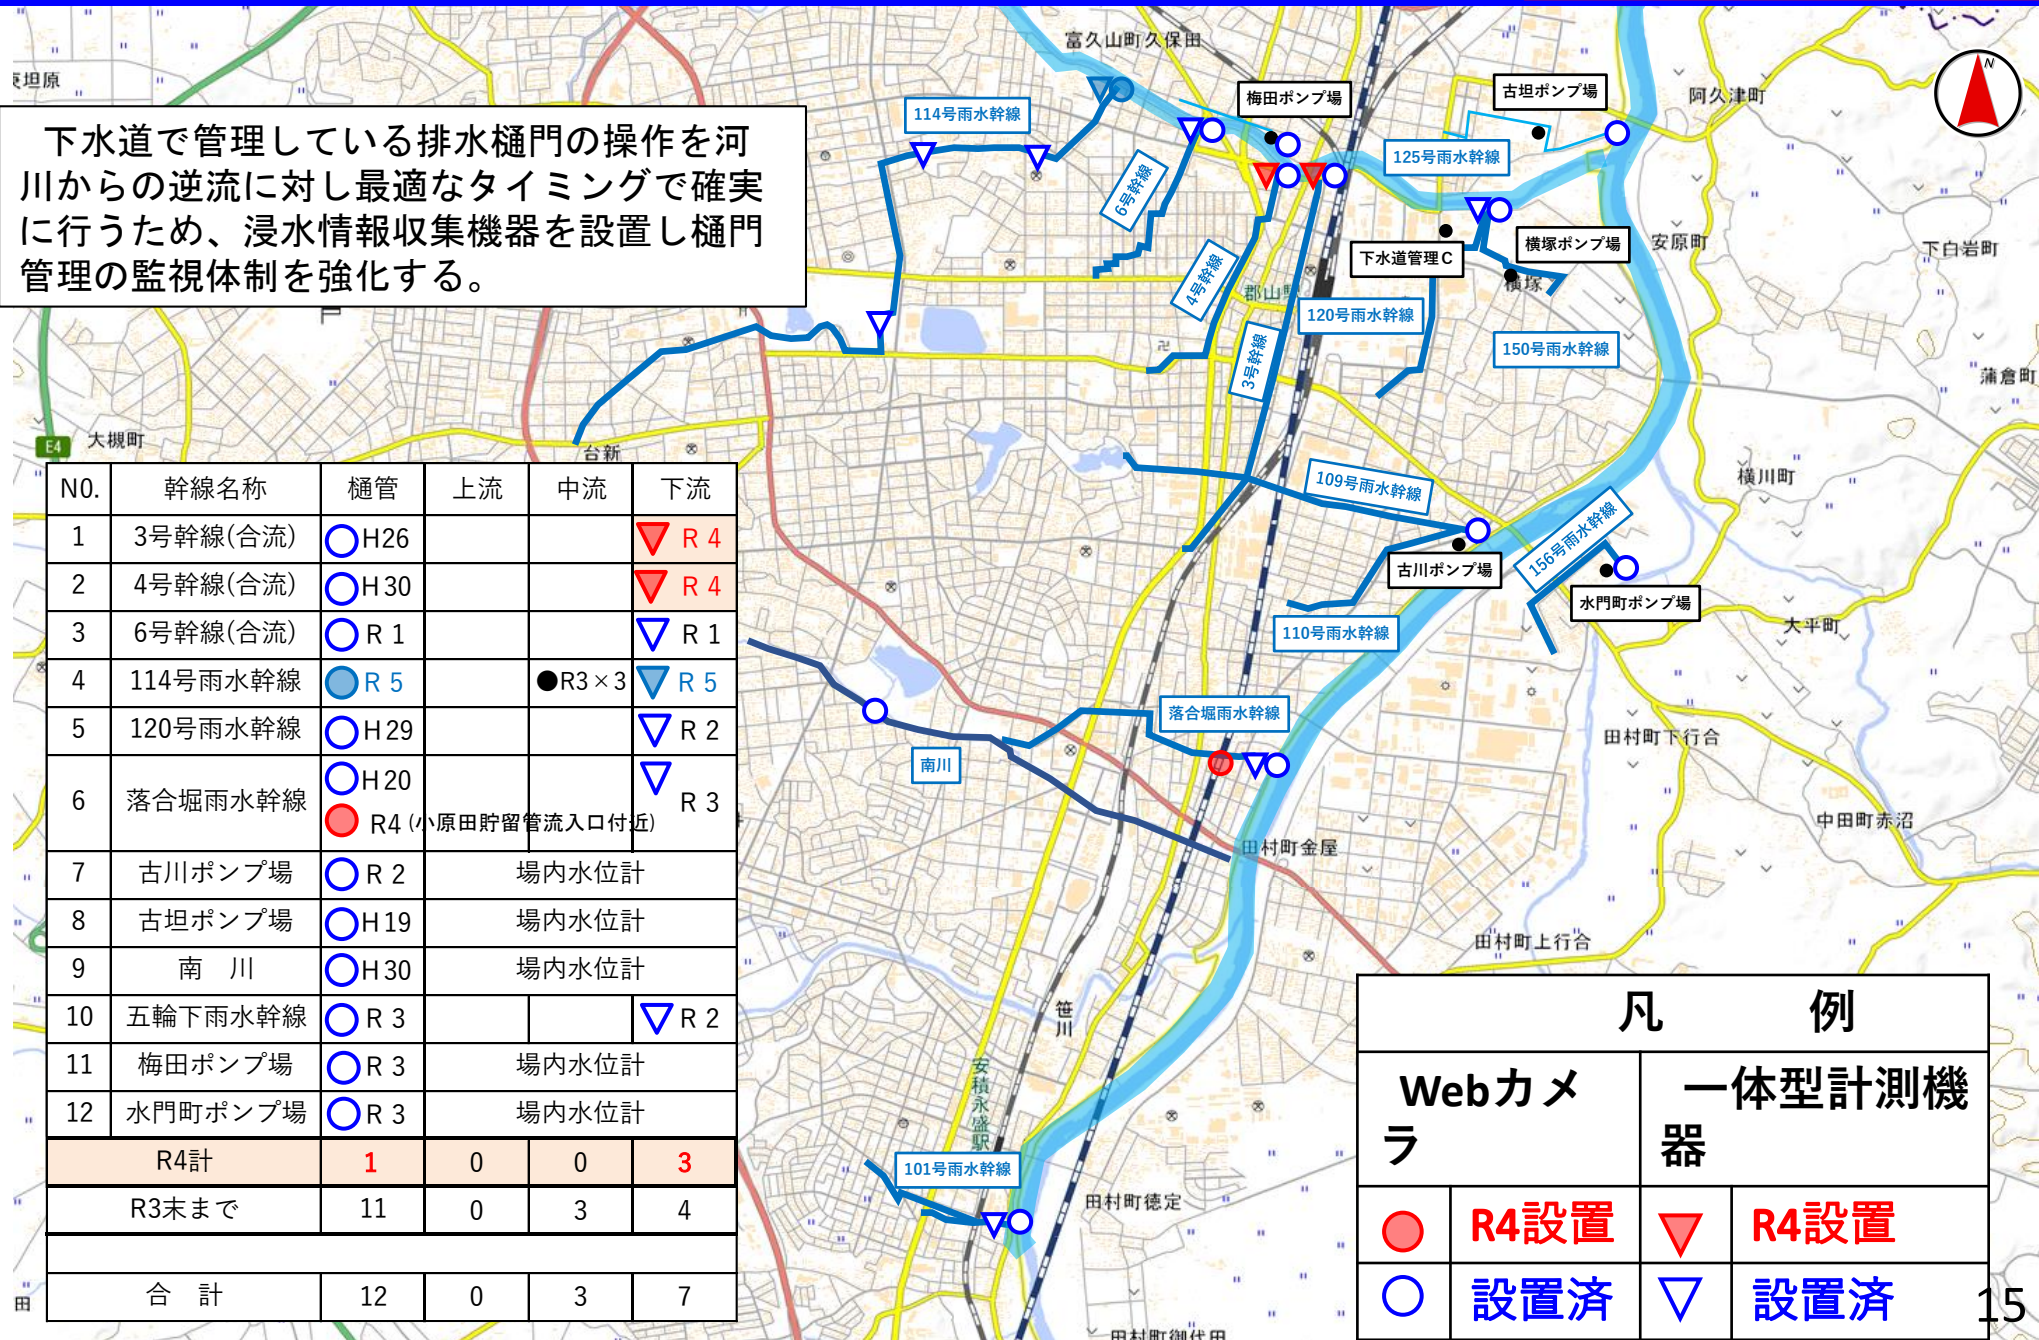 下水道で管理している排水樋門の操作を河
川からの逆流に対し最適なタイミングで確実
に行うため、浸水情報収集機器を設置し樋門
管理の監視体制を強化する。
富久山町久保田
阿久津町
安原町
下白岩町
蒲倉町
横川町
大平町
田村町下行合
中田町赤沼
田村町上行合
田村町金屋
田村町徳定
田村町御代田
笹川
安積永盛駅
郡山駅
横塚
大槻町
台新
E4
N
114号雨水幹線
6号幹線
4号幹線
3号幹線
梅田ポンプ場
古坦ポンプ場
125号雨水幹線
下水道管理C
横塚ポンプ場
120号雨水幹線
150号雨水幹線
109号雨水幹線
古川ポンプ場
156号雨水幹線
水門町ポンプ場
110号雨水幹線
落合堀雨水幹線
南川
101号雨水幹線
NO. 幹線名称 樋管 上流 中流 下流
1 3号幹線(合流) ○H26 ▽ R 4
2 4号幹線(合流) ○H30 ▽ R 4
3 6号幹線(合流) ○ R 1 ▽ R 1
4 114号雨水幹線 ● R 5 ●R3×3 ▽ R 5
5 120号雨水幹線 ○H29 ▽ R 2
6 落合堀雨水幹線 ○H20 ▽ R 3
● R4 (小原田貯留管流入口付近)
7 古川ポンプ場 ○ R 2 場内水位計
8 古坦ポンプ場 ○H19 場内水位計
9 南　川 ○H30 場内水位計
10 五輪下雨水幹線 ○ R 3 ▽ R 2
11 梅田ポンプ場 ○ R 3 場内水位計
12 水門町ポンプ場 ○ R 3 場内水位計
R4計 1 0 0 3
R3末まで 11 0 3 4
合　計 12 0 3 7
凡　例
Webカメ
ラ
一体型計測機
器
R4設置 R4設置
設置済 設置済
15